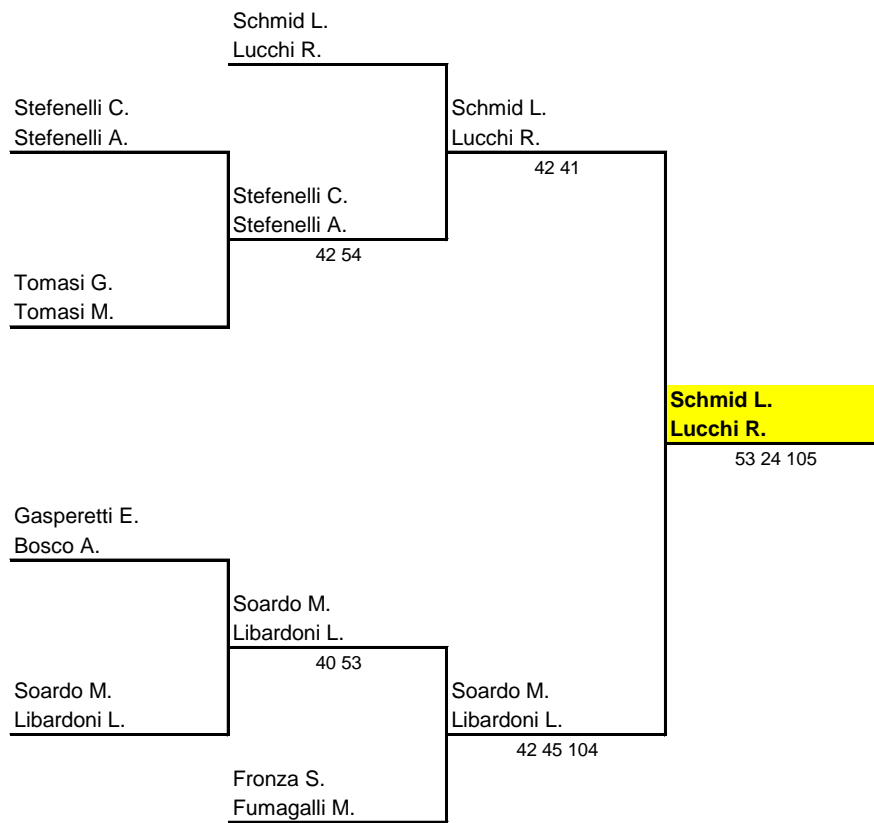 Schmid L.
Lucchi R.
Stefenelli C.
Stefenelli A.
Schmid L.
Lucchi R.
42 41
Stefenelli C.
Stefenelli A.
42 54
Tomasi G.
Tomasi M.
Schmid L.
Lucchi R.
53 24 105
Gasperetti E.
Bosco A.
Soardo M.
Libardoni L.
40 53
Soardo M.
Libardoni L.
Soardo M.
Libardoni L.
42 45 104
Fronza S.
Fumagalli M.